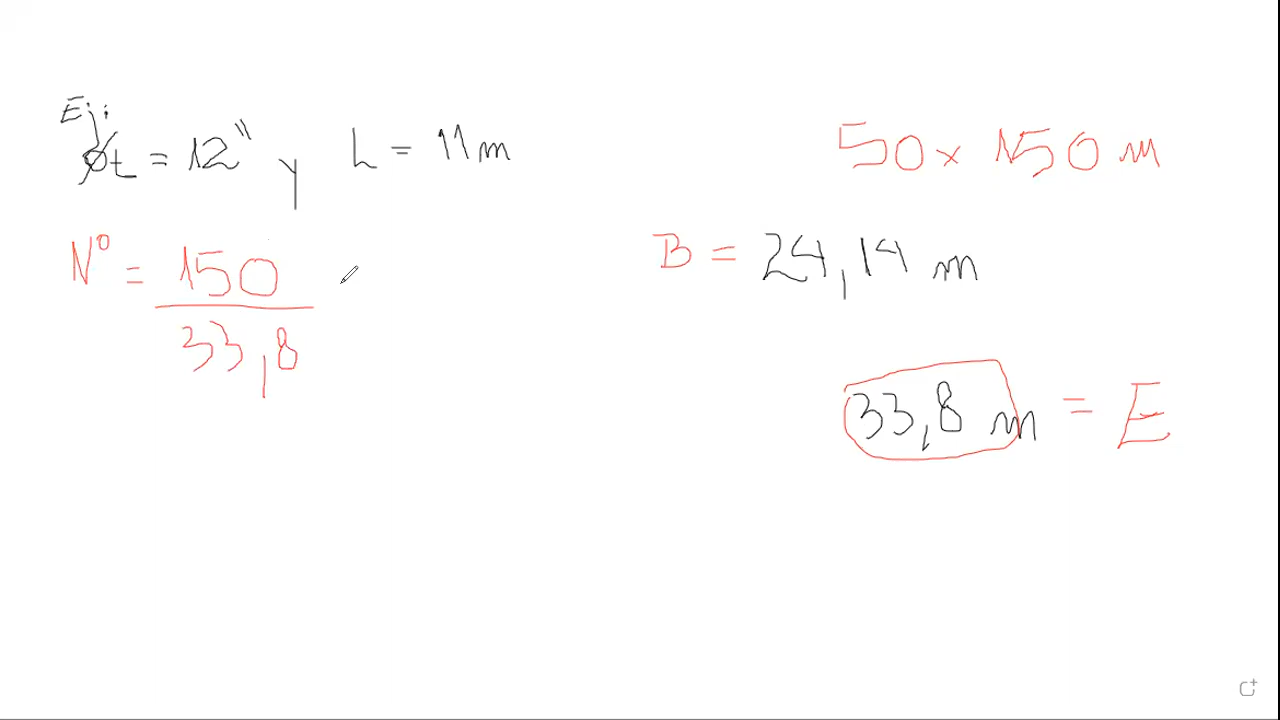 Ej:
Øt = 12" y L = 11 m
50 x 150 m
N° = 150
33,8
B = 24,14 m
33,8 m = E